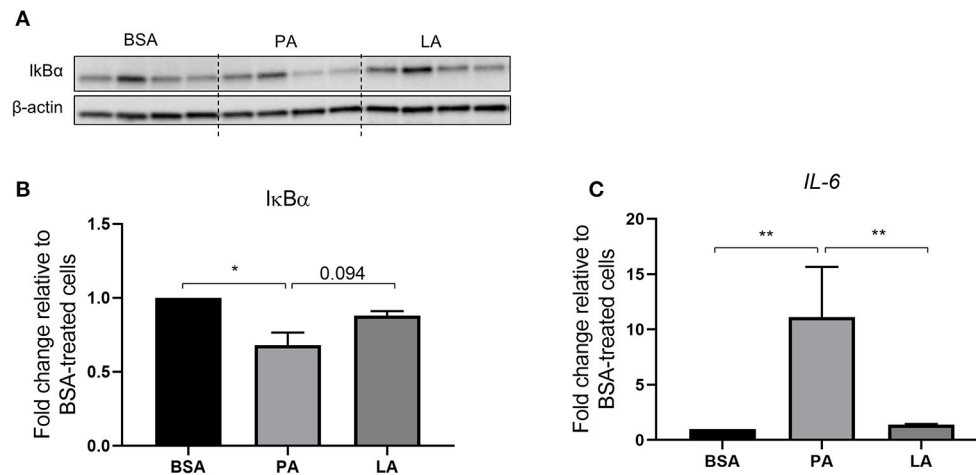 A
BSA PA LA
IkBα
β-actin
B
IκBα
Fold change relative to
BSA-treated cells
1.5
1.0
0.5
0.0
*
0.094
BSA PA LA
C
IL-6
Fold change relative to
BSA-treated cells
20
15
10
5
0
** **
BSA PA LA